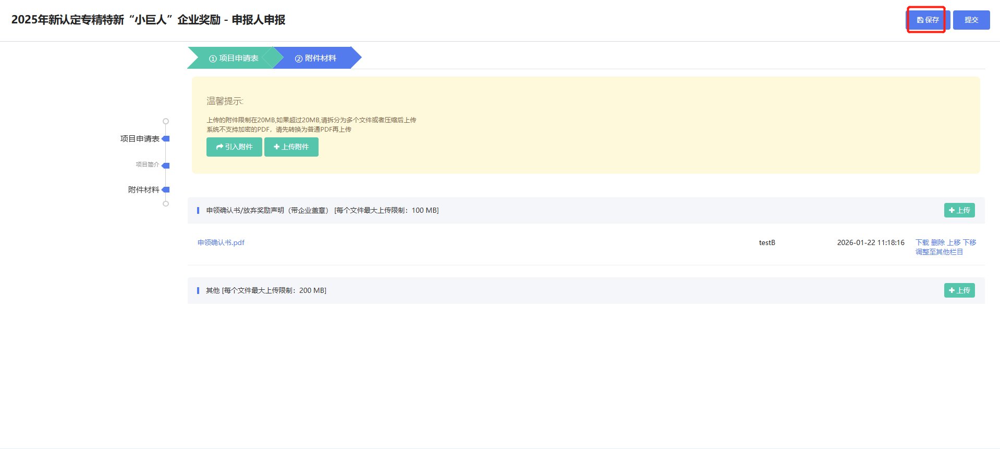 2025年新认定专精特新“小巨人”企业奖励 - 申报人申报
保存
提交
① 项目申请表
② 附件材料
温馨提示:
上传的附件限制在20MB,如果超过20MB,请拆分为多个文件或者压缩后上传
系统不支持加密的PDF，请先转换为普通PDF再上传
引入附件
上传附件
项目申请表
项目简介
附件材料
申领确认书/放弃奖励声明（带企业盖章） [每个文件最大上传限制：100 MB]
上传
申领确认书.pdf
testB
2026-01-22 11:18:16
下载 删除 上移 下移
调整至其他栏目
其他 [每个文件最大上传限制：200 MB]
上传